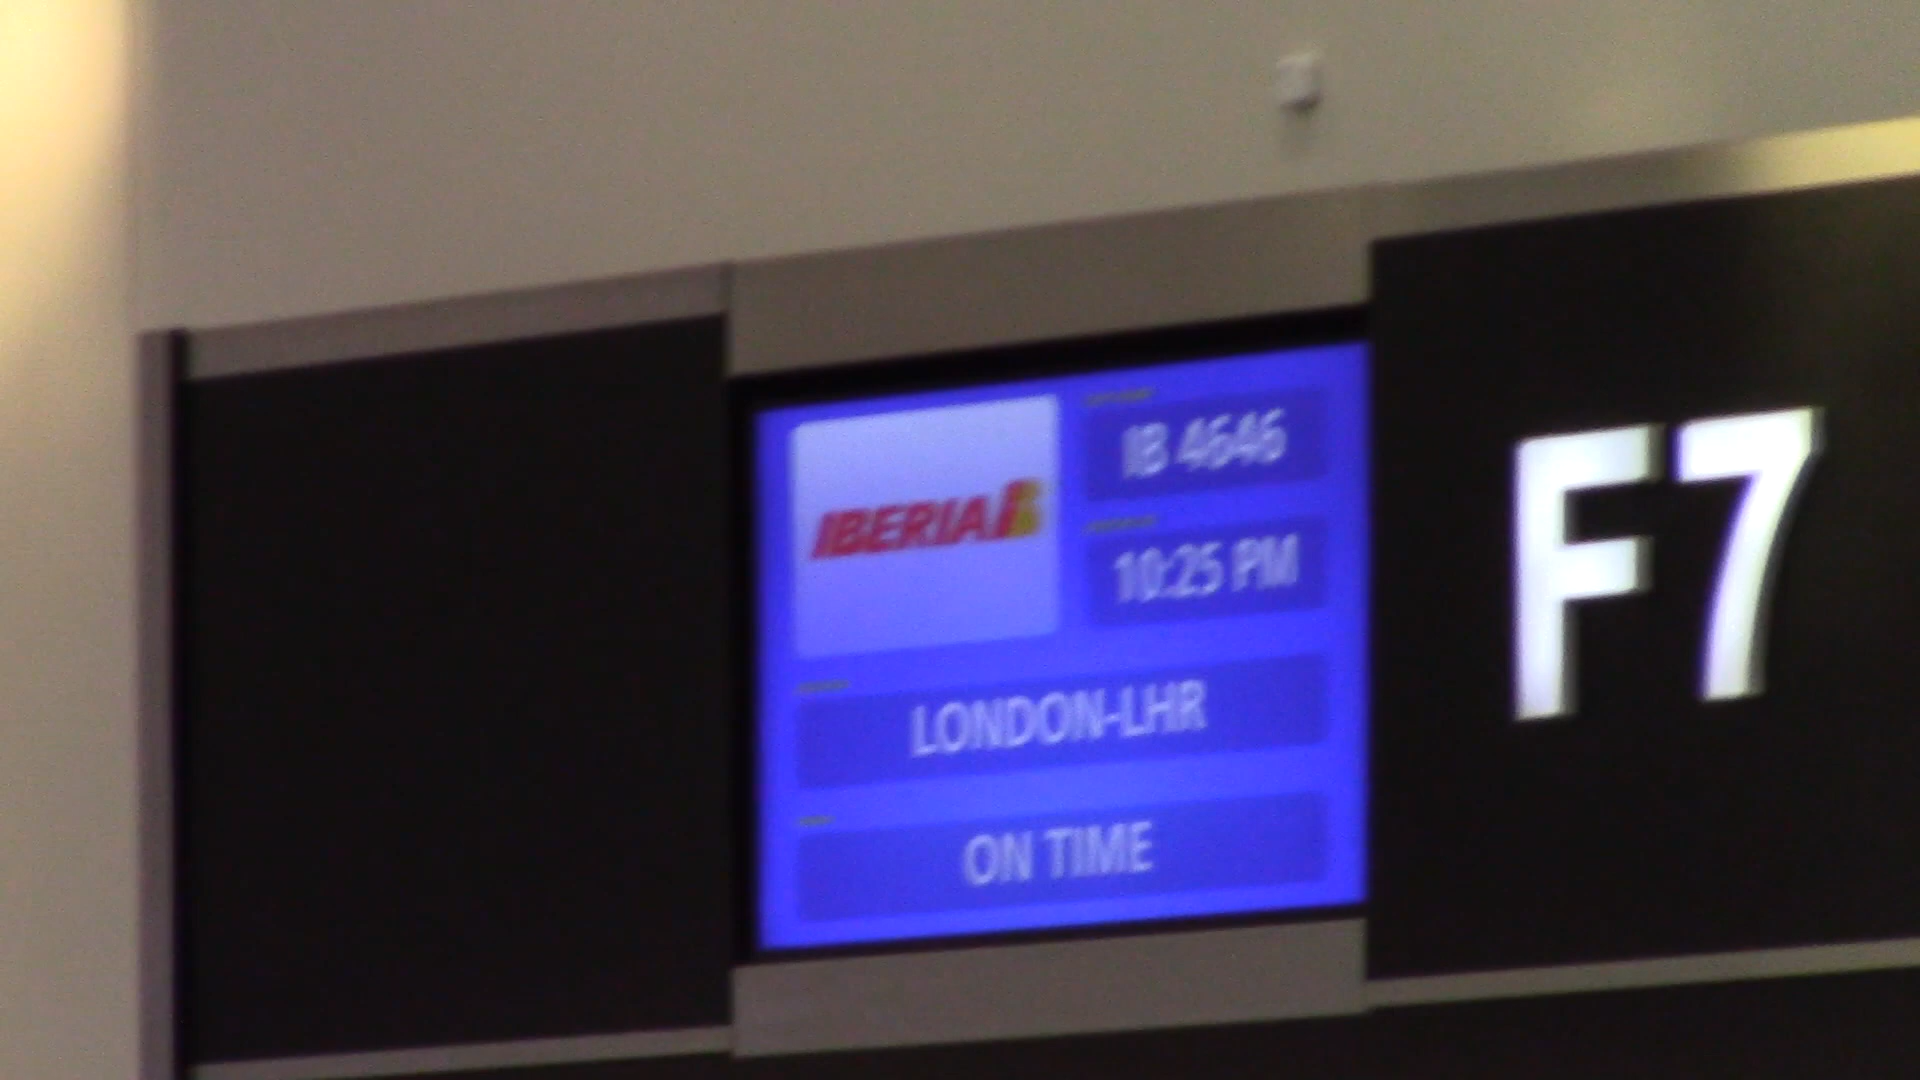 IBERIA
IB 4646
10:25 PM
LONDON-LHR
ON TIME
F7